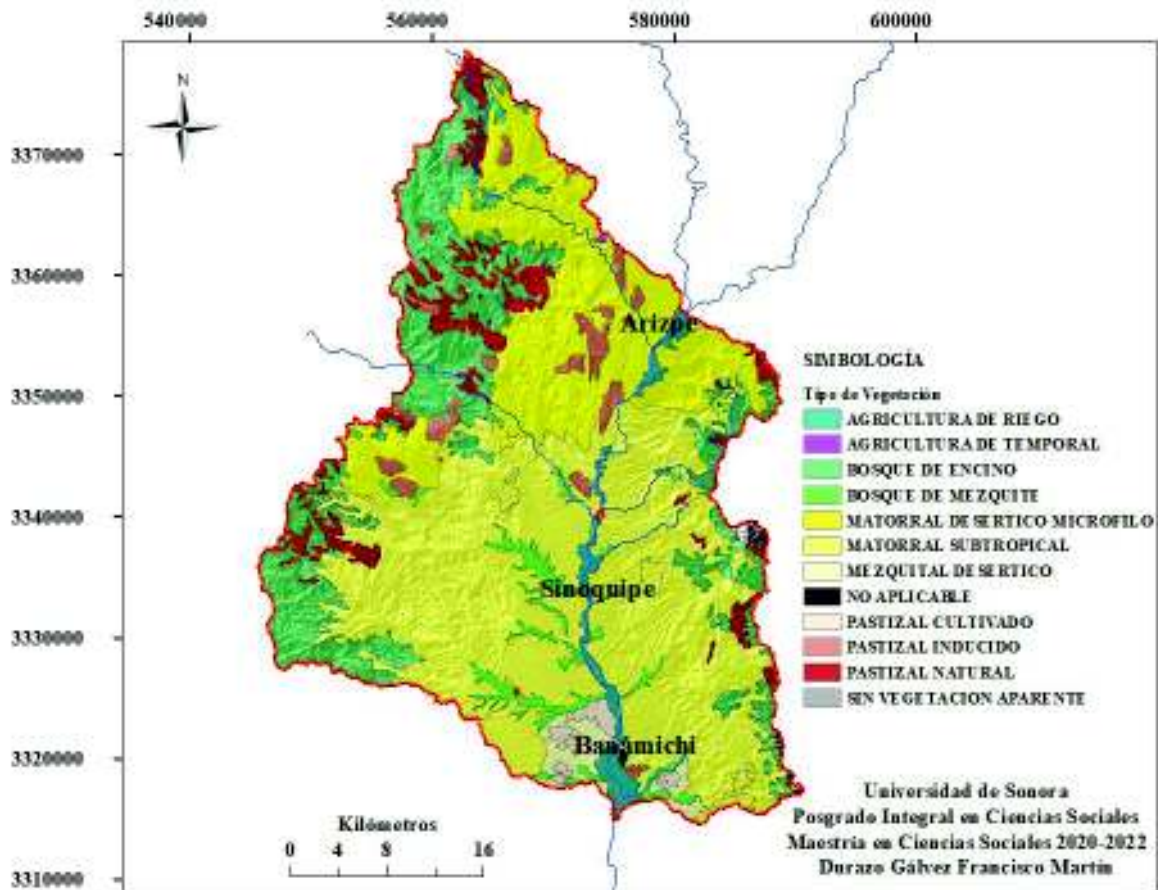 540000 560000 580000 600000
N
3370000
3360000
3350000
3340000
3330000
3320000
3310000
Arizpe
Sinoquipe
Banámichi
SIMBOLOGÍA
Tipo de Vegetación
AGRICULTURA DE RIEGO
AGRICULTURA DE TEMPORAL
BOSQUE DE ENCINO
BOSQUE DE MEZQUITE
MATORRAL DESERTICO MICROFILO
MATORRAL SUBTROPICAL
MEZQUITAL DESERTICO
NO APLICABLE
PASTIZAL CULTIVADO
PASTIZAL INDUCIDO
PASTIZAL NATURAL
SIN VEGETACION APARENTE
Kilómetros
0 4 8 16
Universidad de Sonora
Posgrado Integral en Ciencias Sociales
Maestría en Ciencias Sociales 2020-2022
Durazo Gálvez Francisco Martín